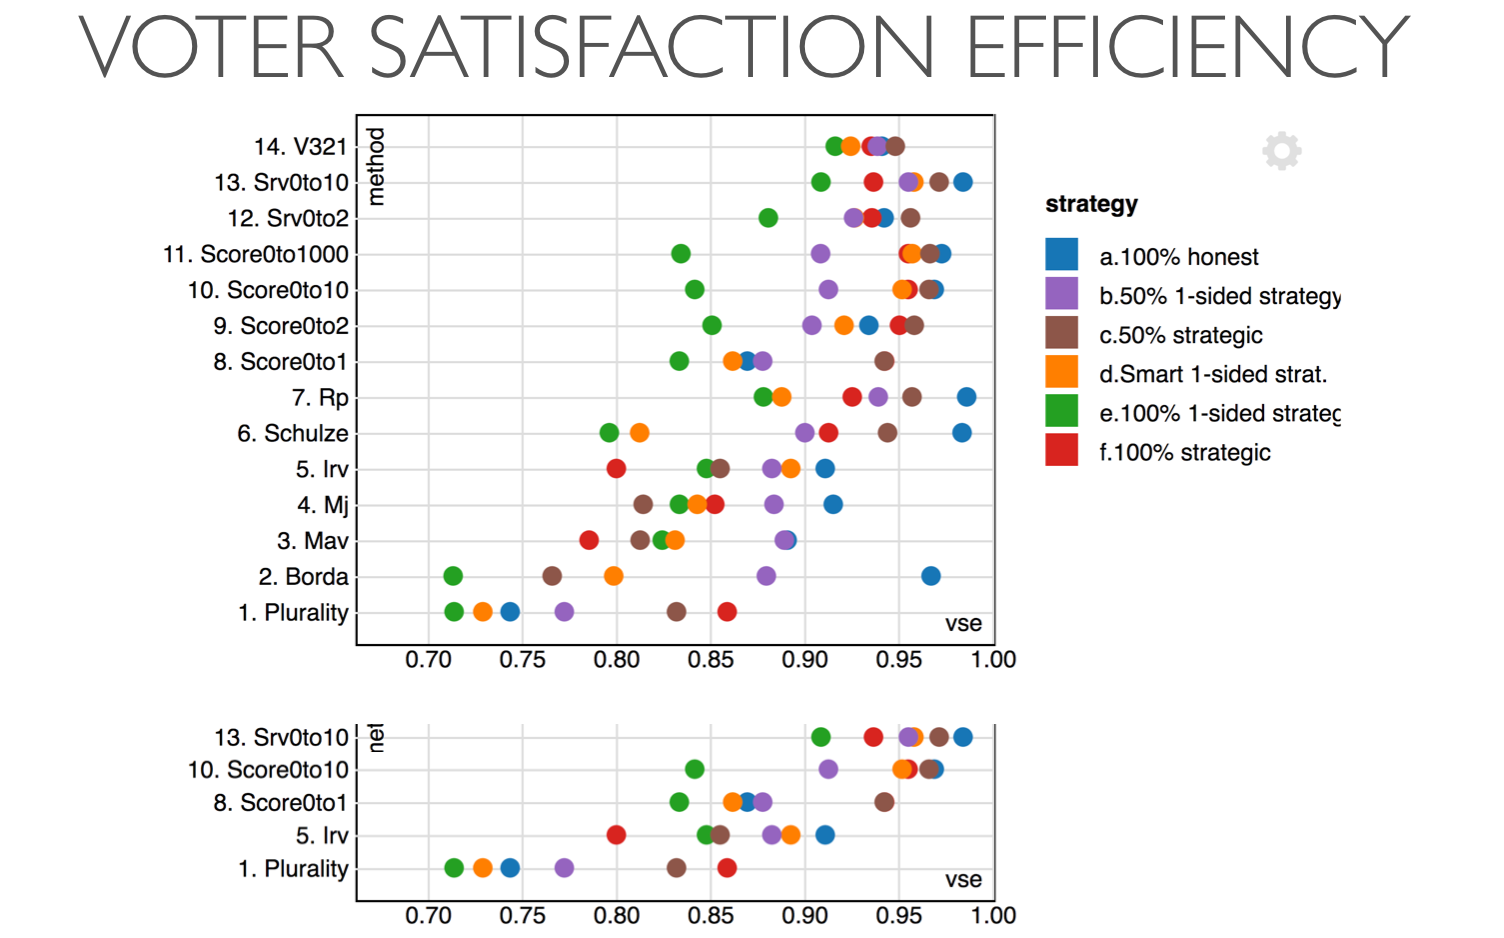 VOTER SATISFACTION EFFICIENCY
method
14. V321
13. Srv0to10
12. Srv0to2
11. Score0to1000
10. Score0to10
9. Score0to2
8. Score0to1
7. Rp
6. Schulze
5. Irv
4. Mj
3. Mav
2. Borda
1. Plurality
vse
0.70 0.75 0.80 0.85 0.90 0.95 1.00
strategy
a.100% honest
b.50% 1-sided strategy
c.50% strategic
d.Smart 1-sided strat.
e.100% 1-sided strateg
f.100% strategic
13. Srv0to10
10. Score0to10
8. Score0to1
5. Irv
1. Plurality
vse
0.70 0.75 0.80 0.85 0.90 0.95 1.00